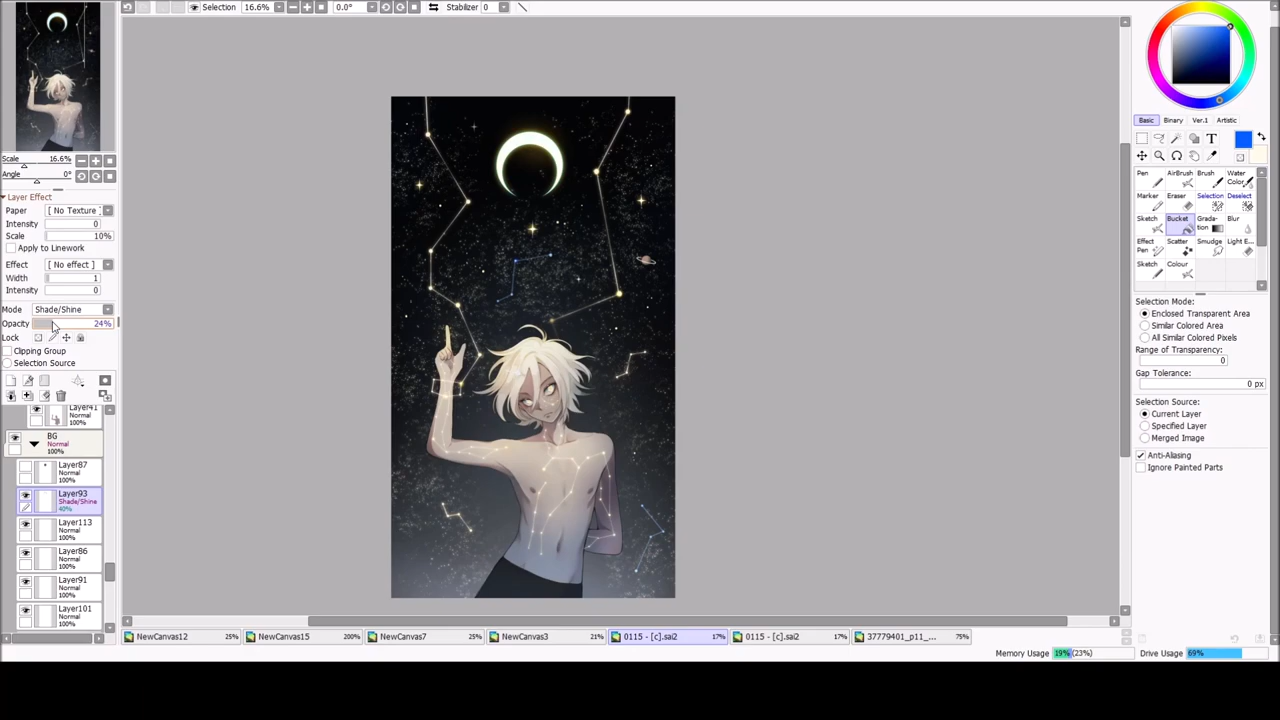 Selection 16.6% 0.0° Stabilizer 0
Scale 16.6%
Angle 0°
Layer Effect
Paper [ No Texture ]
Intensity 0
Scale 10%
Apply to Linework
Effect [ No effect ]
Width 1
Intensity 0
Mode Shade/Shine
Opacity 24%
Lock
Clipping Group
Selection Source
Layer41
Normal
100%
BG
Normal
100%
Layer87
Normal
100%
Layer93
Shade/Shine
40%
Layer113
Normal
100%
Layer86
Normal
100%
Layer91
Normal
100%
Layer101
Normal
100%
NewCanvas12 25% NewCanvas15 200% NewCanvas7 25% NewCanvas3 21% 0115 - [c].sai2 17% 0115 - [c].sai2 17% 37779401_p11_... 75%
Memory Usage 19% (23%) Drive Usage 69%
Basic Binary Ver.1 Artistic
T
Pen AirBrush Brush Water Color
Marker Eraser Selection Deselect
Sketch Bucket Grada-tion Blur
Effect Pen Scatter Smudge Light E...
Sketch Colour
Selection Mode:
Enclosed Transparent Area
Similar Colored Area
All Similar Colored Pixels
Range of Transparency:
0
Gap Tolerance:
0 px
Selection Source:
Current Layer
Specified Layer
Merged Image
Anti-Aliasing
Ignore Painted Parts